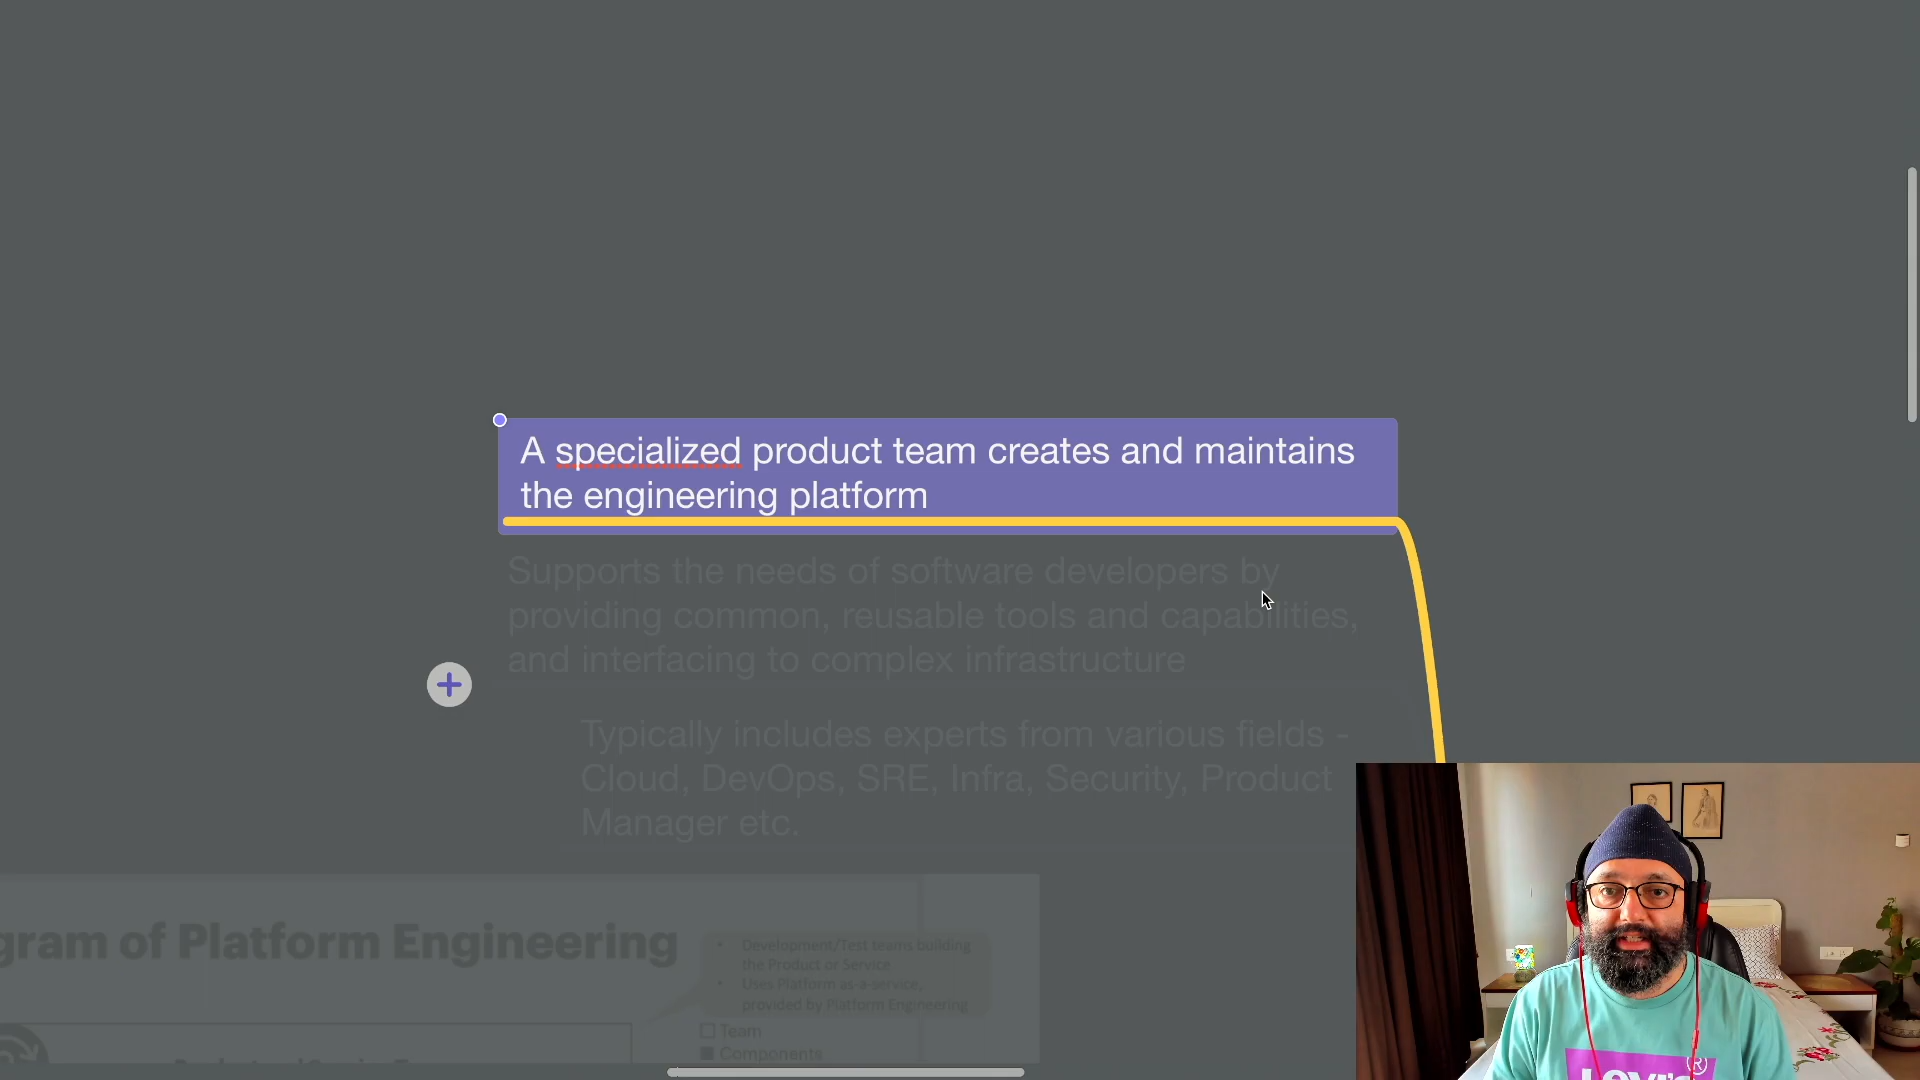 A specialized product team creates and maintains
the engineering platform
Supports the needs of software developers by
providing common, reusable tools and capabilities,
and interfacing to complex infrastructure
Typically includes experts from various fields -
Cloud, DevOps, SRE, Infra, Security, Product
Manager etc.
gram of Platform Engineering
• Development/Test teams building
the Product or Service
• Uses Platform as-a-service,
provided by Platform Engineering
Team
Components
Levi's ®